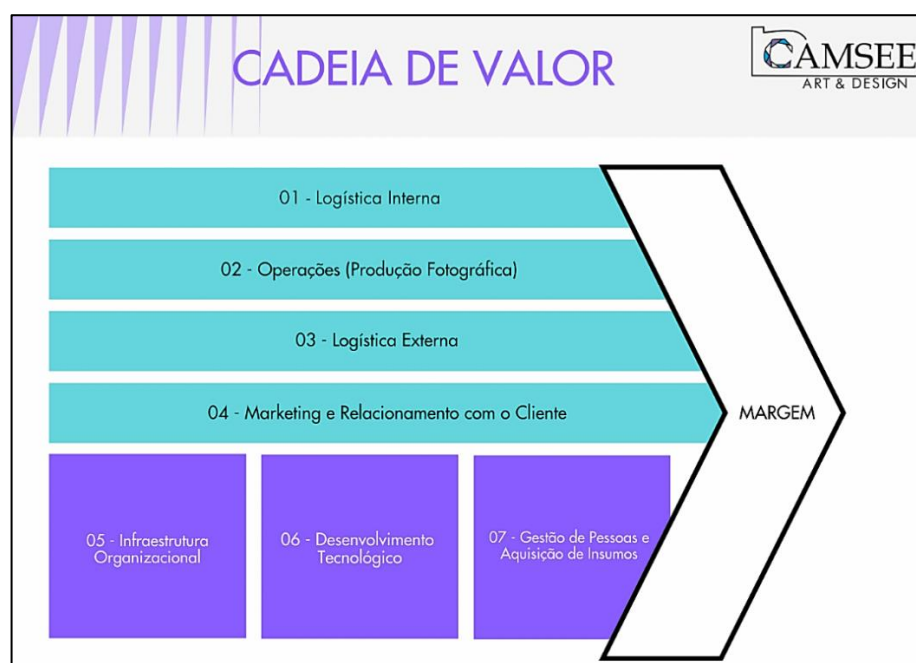 CADEIA DE VALOR
CAMSEE
ART & DESIGN
01 - Logística Interna
02 - Operações (Produção Fotográfica)
03 - Logística Externa
04 - Marketing e Relacionamento com o Cliente
MARGEM
05 - Infraestrutura
Organizacional
06 - Desenvolvimento
Tecnológico
07 - Gestão de Pessoas e
Aquisição de Insumos